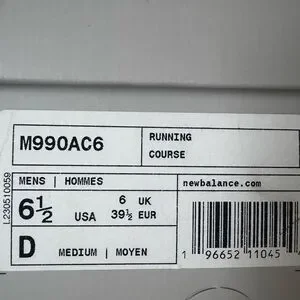 M990AC6
RUNNING
COURSE
MENS | HOMMES
newbalance.com
6½ USA
6 UK
39½ EUR
D MEDIUM | MOYEN
1 96652 11045
L230510059